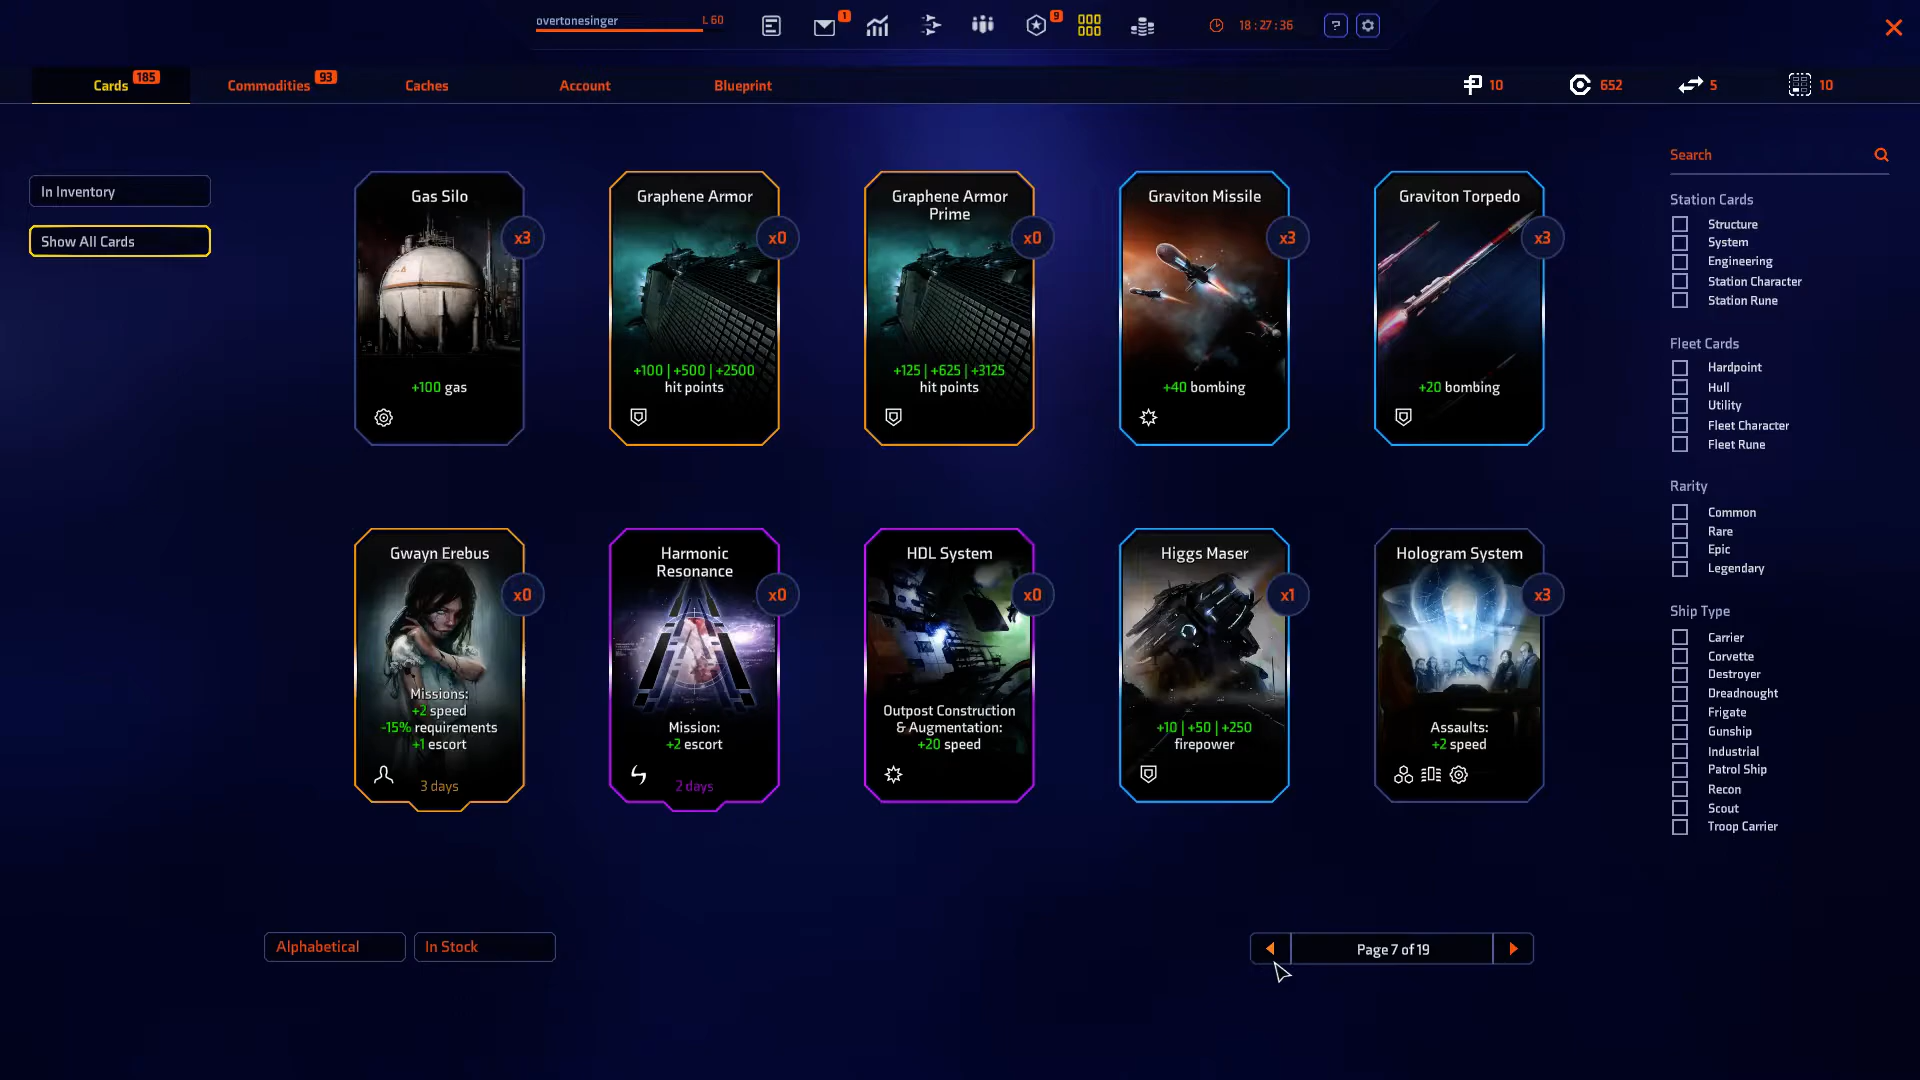 overtonesinger L 60
1
9
18 : 27 : 36
?
Cards 185
Commodities 93
Caches
Account
Blueprint
10
652
5
10
In Inventory
Show All Cards
Gas Silo
x3
+100 gas
Graphene Armor
x0
+100 | +500 | +2500
hit points
Graphene Armor
Prime
x0
+125 | +625 | +3125
hit points
Graviton Missile
x3
+40 bombing
Graviton Torpedo
x3
+20 bombing
Gwayn Erebus
x0
Missions:
+2 speed
-15% requirements
+1 escort
3 days
Harmonic
Resonance
x0
Mission:
+2 escort
2 days
HDL System
x0
Outpost Construction
& Augmentation:
+20 speed
Higgs Maser
x1
+10 | +50 | +250
firepower
Hologram System
x3
Assaults:
+2 speed
Search
Station Cards
Structure
System
Engineering
Station Character
Station Rune
Fleet Cards
Hardpoint
Hull
Utility
Fleet Character
Fleet Rune
Rarity
Common
Rare
Epic
Legendary
Ship Type
Carrier
Corvette
Destroyer
Dreadnought
Frigate
Gunship
Industrial
Patrol Ship
Recon
Scout
Troop Carrier
Alphabetical
In Stock
Page 7 of 19